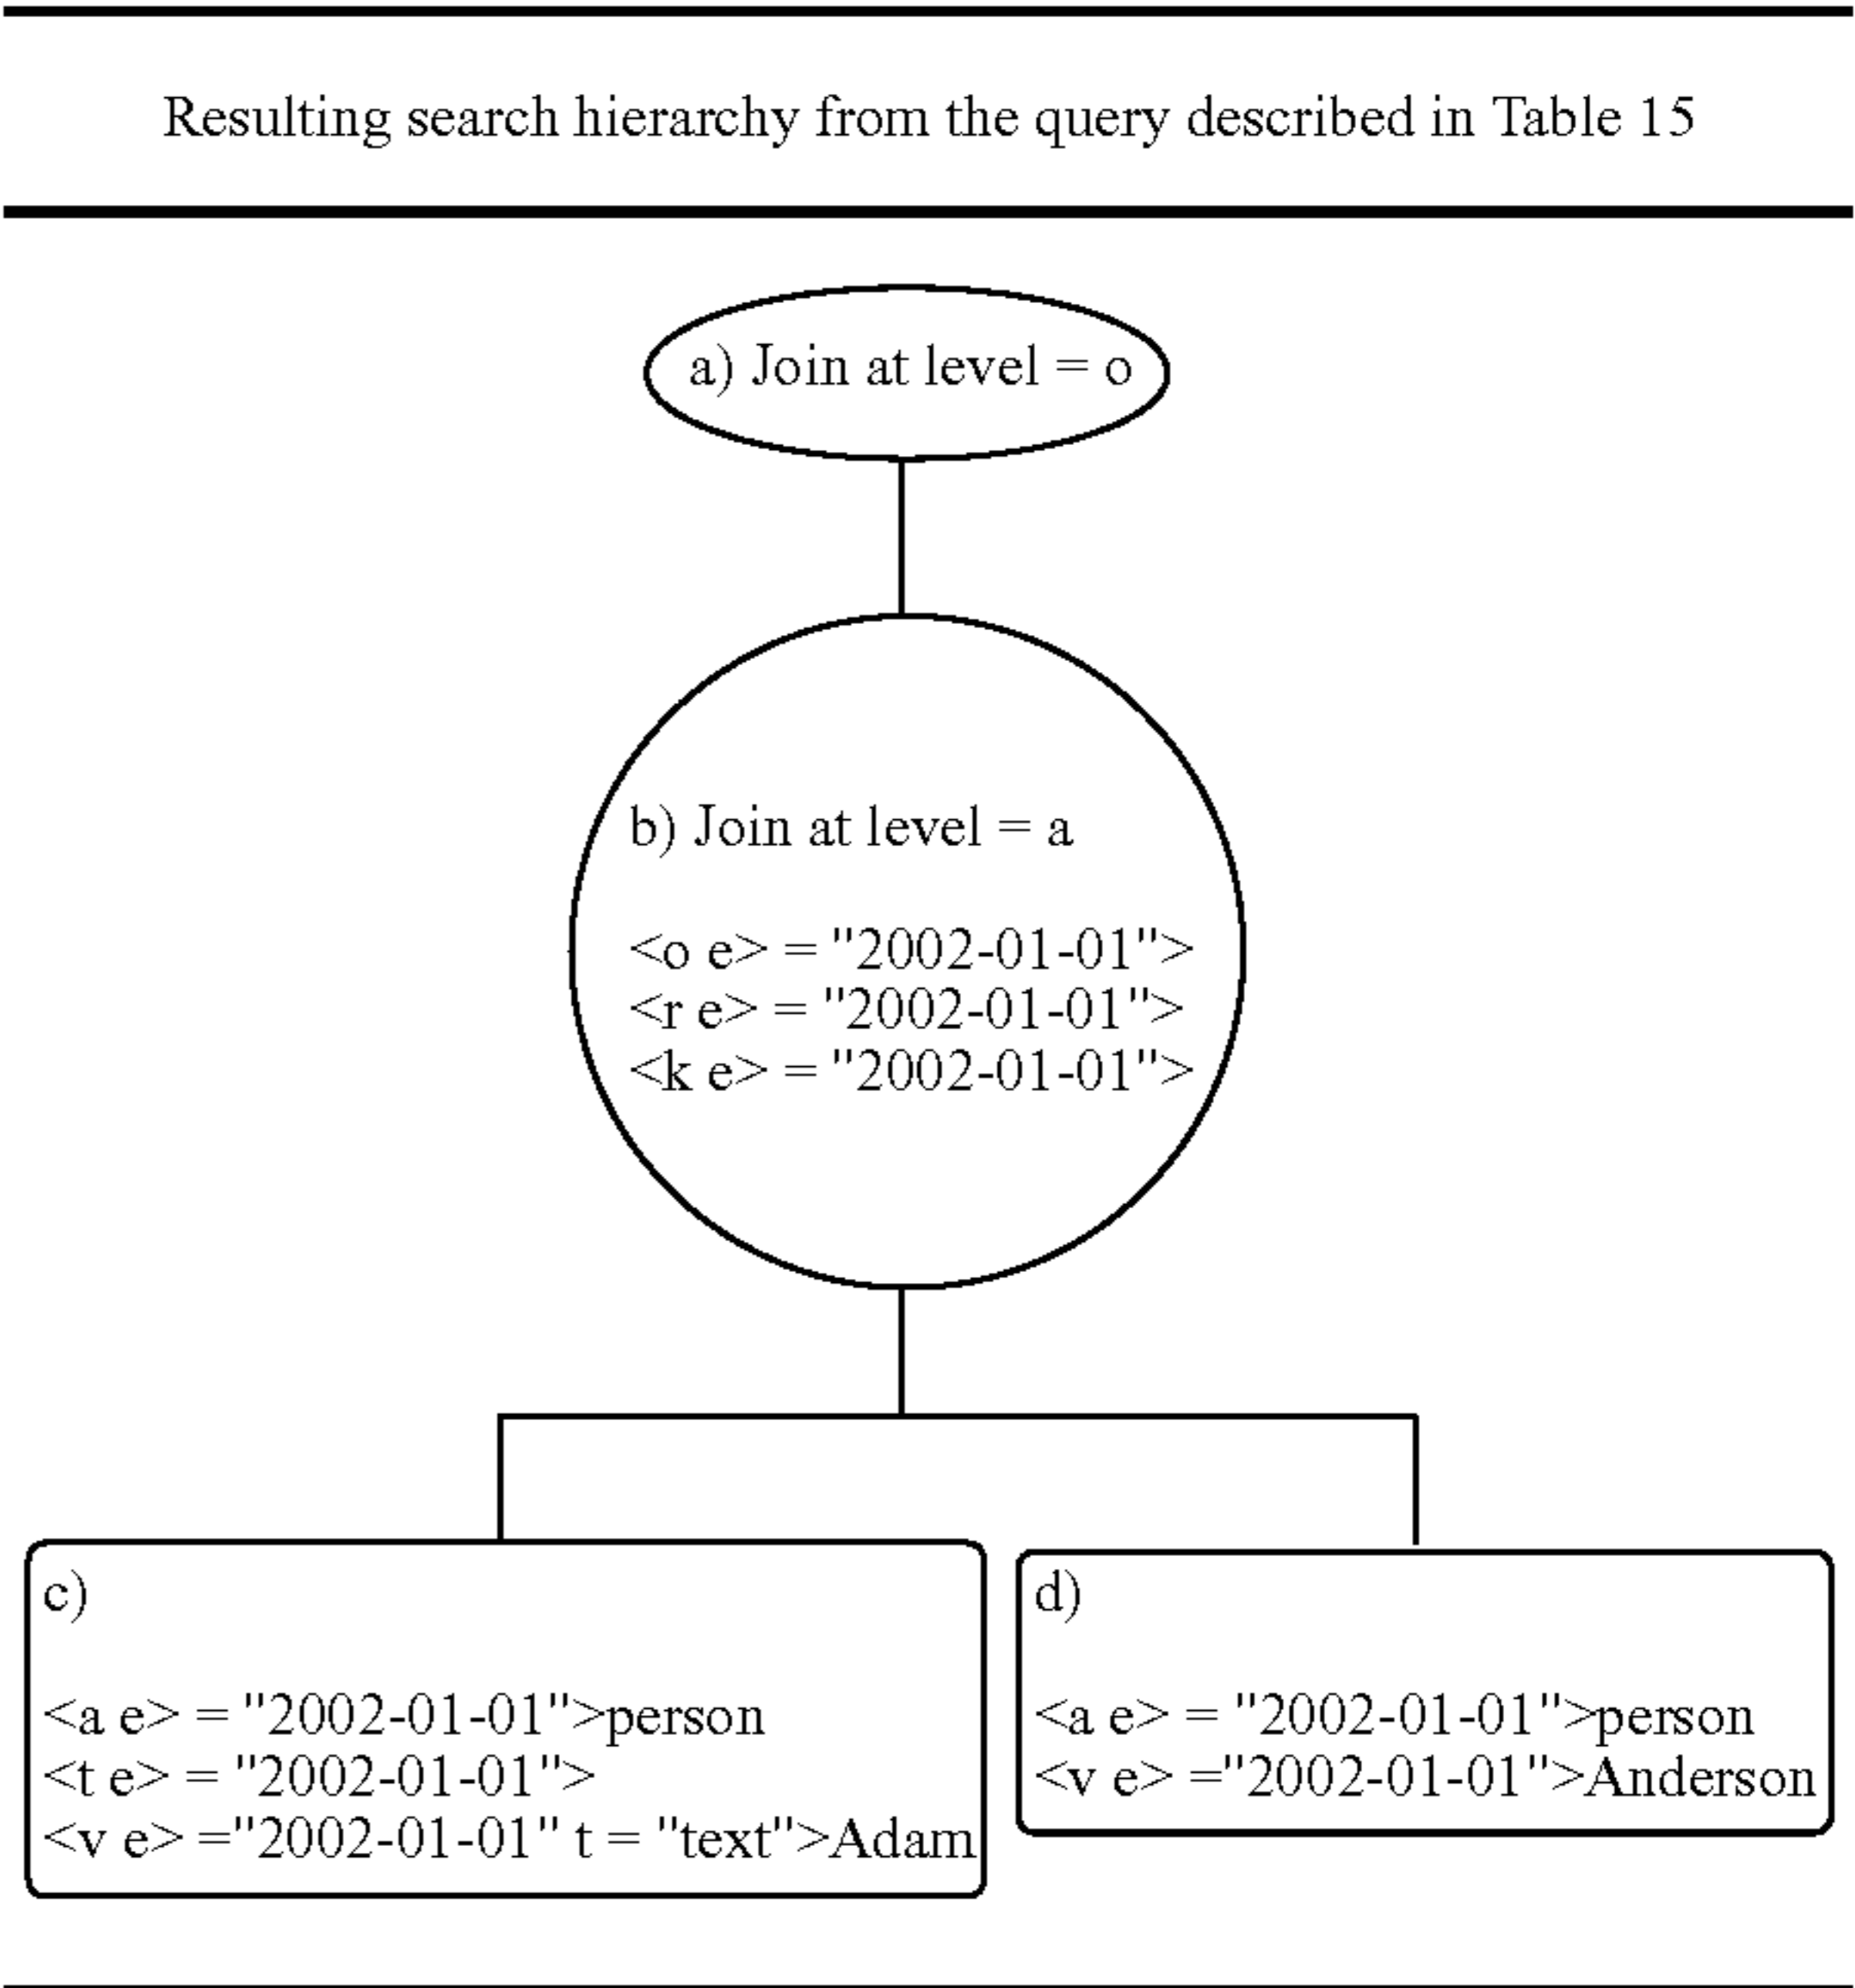 Resulting search hierarchy from the query described in Table 15
a) Join at level = o
b) Join at level = a
<o e> = "2002-01-01">
<r e> = "2002-01-01">
<k e> = "2002-01-01">
c)
<a e> = "2002-01-01">person
<t e> = "2002-01-01">
<v e> ="2002-01-01" t = "text">Adam
d)
<a e> = "2002-01-01">person
<v e> ="2002-01-01">Anderson